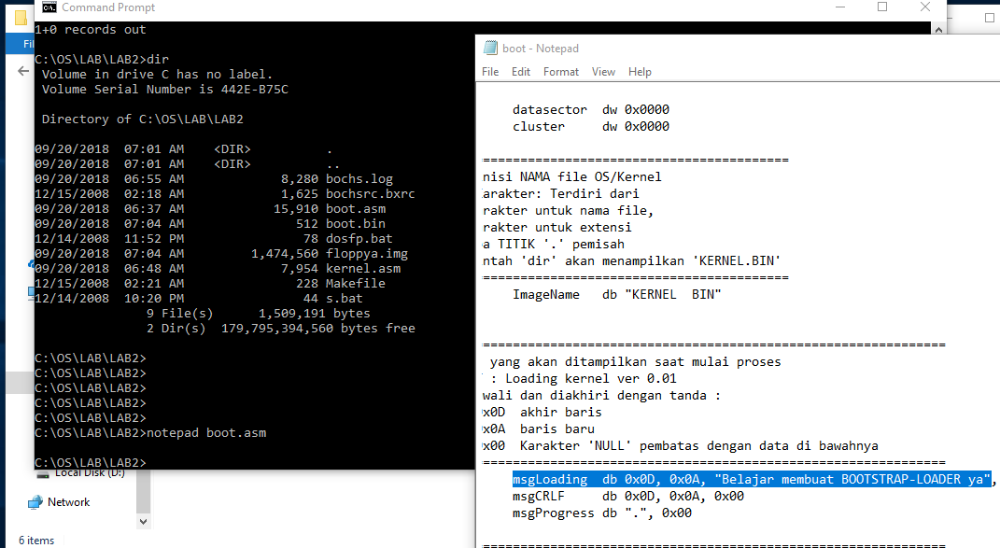 Command Prompt
Fil
1+0 records out
C:\OS\LAB\LAB2>dir
Volume in drive C has no label.
Volume Serial Number is 442E-B75C
Directory of C:\OS\LAB\LAB2
09/20/2018 07:01 AM <DIR> .
09/20/2018 07:01 AM <DIR> ..
09/20/2018 06:55 AM 8,280 bochs.log
12/15/2008 02:18 AM 1,625 bochsrc.bxrc
09/20/2018 06:37 AM 15,910 boot.asm
09/20/2018 07:04 AM 512 boot.bin
12/14/2008 11:52 PM 78 dosfp.bat
09/20/2018 07:04 AM 1,474,560 floppya.img
09/20/2018 06:48 AM 7,954 kernel.asm
12/15/2008 02:21 AM 228 Makefile
12/14/2008 10:20 PM 44 s.bat
9 File(s) 1,509,191 bytes
2 Dir(s) 179,795,394,560 bytes free
C:\OS\LAB\LAB2>
C:\OS\LAB\LAB2>
C:\OS\LAB\LAB2>
C:\OS\LAB\LAB2>
C:\OS\LAB\LAB2>
C:\OS\LAB\LAB2>notepad boot.asm
C:\OS\LAB\LAB2>
Local Disk (D:)
Network
6 items
boot - Notepad
File Edit Format View Help
datasector dw 0x0000
cluster dw 0x0000
=========================================
nisi NAMA file OS/Kernel
arakter: Terdiri dari
rakter untuk nama file,
rakter untuk extensi
a TITIK '.' pemisah
ntah 'dir' akan menampilkan 'KERNEL.BIN'
=========================================
ImageName db "KERNEL  BIN"
==============================================================
yang akan ditampilkan saat mulai proses
: Loading kernel ver 0.01
wali dan diakhiri dengan tanda :
x0D akhir baris
x0A baris baru
x00 Karakter 'NULL' pembatas dengan data di bawahnya
==============================================================
msgLoading db 0x0D, 0x0A, "Belajar membuat BOOTSTRAP-LOADER ya",
msgCRLF db 0x0D, 0x0A, 0x00
msgProgress db ".", 0x00
==============================================================